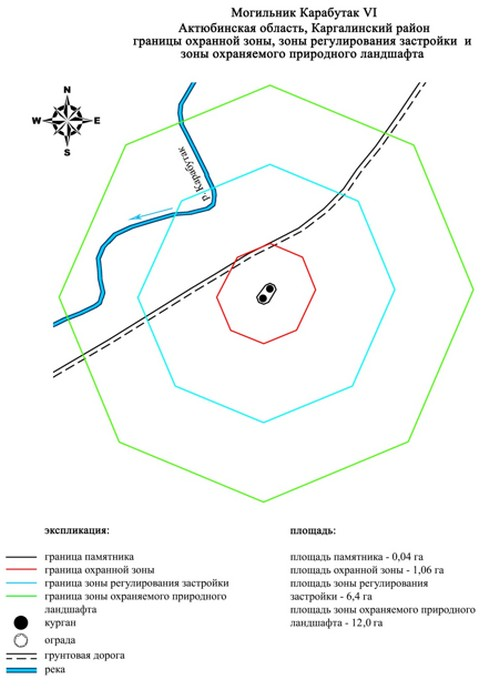 Могильник Карабутак VI
Актюбинская область, Каргалинский район
границы охранной зоны, зоны регулирования застройки и
зоны охраняемого природного ландшафта
N
W E
S
р. Карабутак
экспликация:
граница памятника
граница охранной зоны
граница зоны регулирования застройки
граница зоны охраняемого природного
ландшафта
курган
ограда
грунтовая дорога
река
площадь:
площадь памятника - 0,04 га
площадь охранной зоны - 1,06 га
площадь зоны регулирования
застройки - 6,4 га
площадь зоны охраняемого природного
ландшафта - 12,0 га